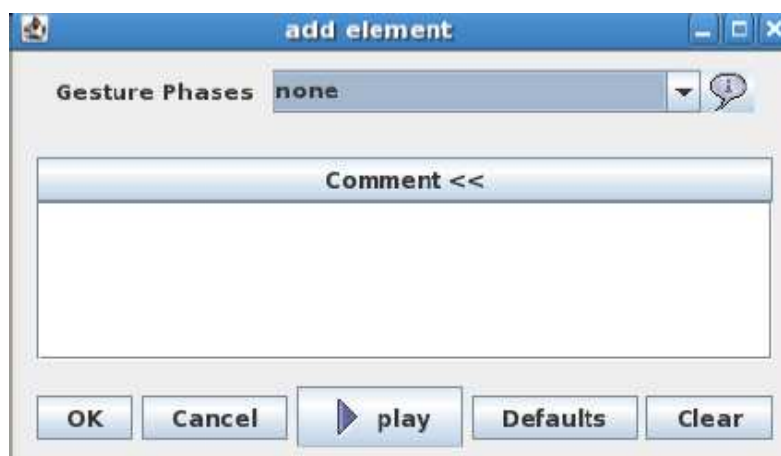 add element
Gesture Phases none
Comment <<
OK Cancel play Defaults Clear